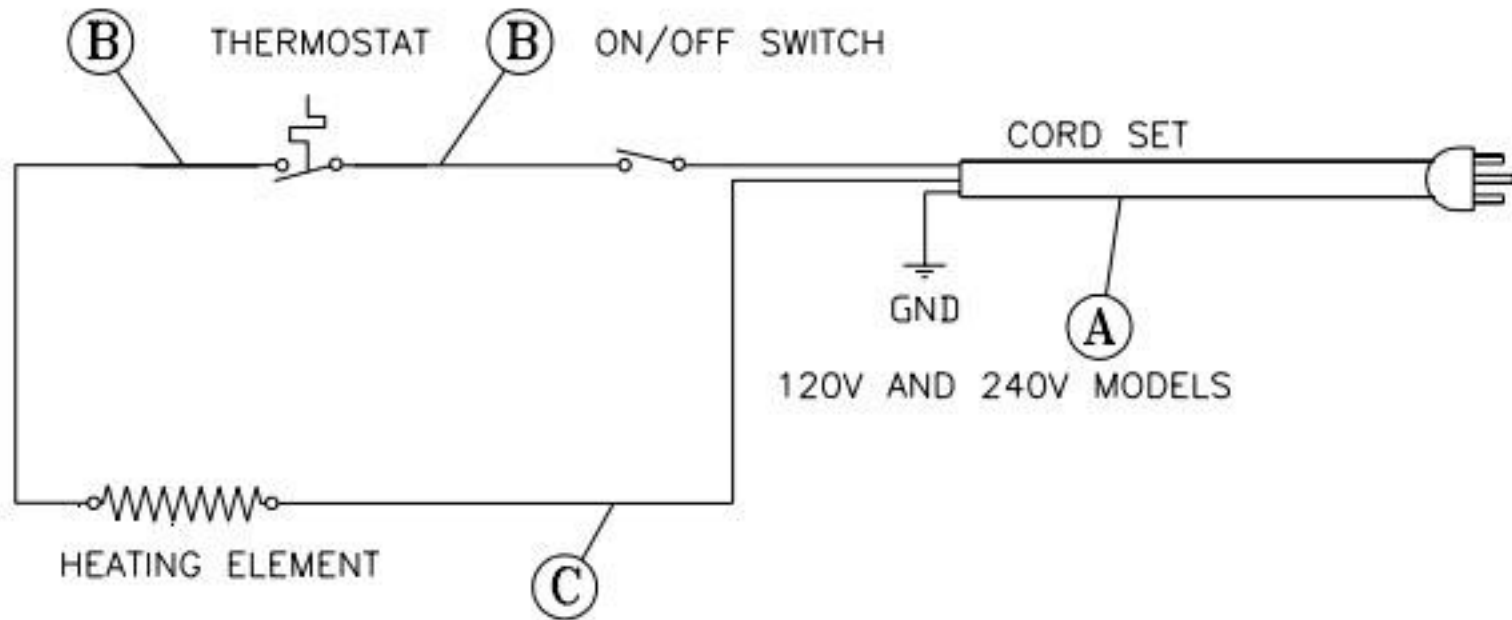 B THERMOSTAT B ON/OFF SWITCH
CORD SET
GND
A
120V AND 240V MODELS
HEATING ELEMENT
C